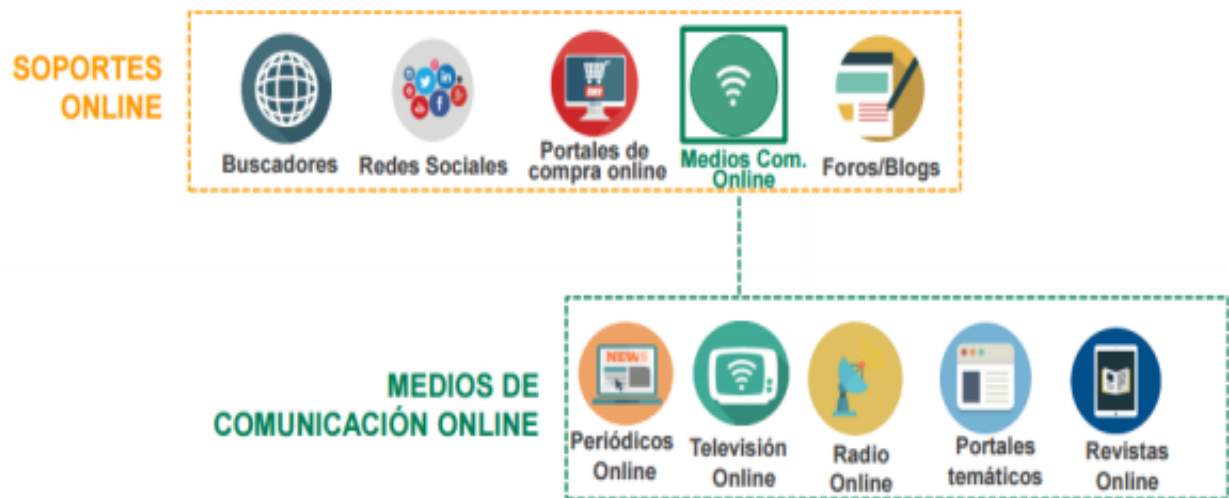 SOPORTES
ONLINE
Buscadores
Redes Sociales
Portales de
compra online
Medios Com.
Online
Foros/Blogs
MEDIOS DE
COMUNICACIÓN ONLINE
NEWS
Periódicos
Online
Televisión
Online
Radio
Online
Portales
temáticos
Revistas
Online